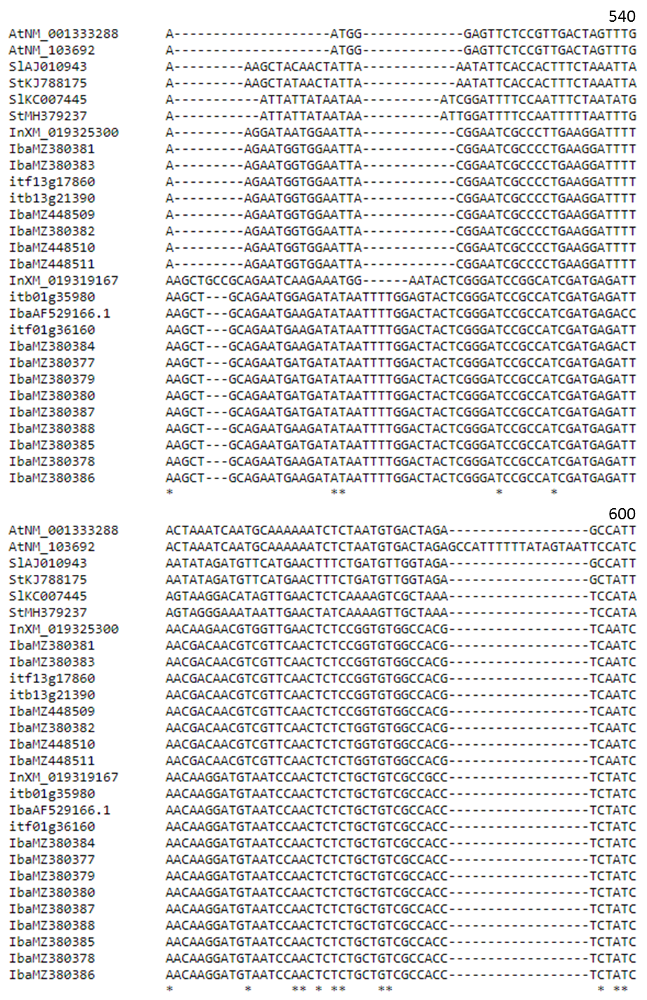 540
AtNM_001333288 A--------------------ATGG-------------GAGTTCTCCGTTGACTAGTTTG
AtNM_103692 A--------------------ATGG-------------GAGTTCTCCGTTGACTAGTTTG
SlAJ010943 A---------AAGCTACAACTATTA------------AATATTCACCACTTTCTAAATTA
StKJ788175 A---------AAGCTATAACTATTA------------AATATTCACCACTTTCTAAATTA
SlKC007445 A-----------ATTATTATAATAA----------ATCGGATTTTCCAATTTCTAATATG
StMH379237 A-----------ATTATTATAATAA----------ATTGGATTTTCCAATTTTTAATTTG
InXM_019325300 A---------AGGATAATGGAATTA------------CGGAATCGCCCTTGAAGGATTTT
IbaMZ380381 A---------AGAATGGTGGAATTA------------CGGAATCGCCCCTGAAGGATTTT
IbaMZ380383 A---------AGAATGGTGGAATTA------------CGGAATCGCCCCTGAAGGATTTT
itf13g17860 A---------AGAATGGTGGAATTA------------CGGAATCGCCCCTGAAGGATTTT
itb13g21390 A---------AGAATGGTGGAATTA------------CGGAATCGCCCCTGAAGGATTTT
IbaMZ448509 A---------AGAATGGTGGAATTA------------CGGAATCGCCCCTGAAGGATTTT
IbaMZ380382 A---------AGAATGGTGGAATTA------------CGGAATCGCCCCTGAAGGATTTT
IbaMZ448510 A---------AGAATGGTGGAATTA------------CGGAATCGCCCCTGAAGGATTTT
IbaMZ448511 A---------AGAATGGTGGAATTA------------CGGAATCGCCCCTGAAGGATTTT
InXM_019319167 AAGCTGCCGCAGAATCAAGAAATGG------AATACTCGGGATCCGGCATCGATGAGATT
itb01g35980 AAGCT---GCAGAATGGAGATATAATTTTGGAGTACTCGGGATCCGCCATCGATGAGATT
IbaAF529166.1 AAGCT---GCAGAATGAAGATATAATTTTGGACTACTCGGGATCCGCCATCGATGAGACC
itf01g36160 AAGCT---GCAGAATGAAGATATAATTTTGGACTACTCGGGATCCGCCATCGATGAGATT
IbaMZ380384 AAGCT---GCAGAATGAAGATATAATTTTGGACTACTCGGGATCCGCCATCGATGAGACT
IbaMZ380377 AAGCT---GCAGAATGATGATATAATTTTGGACTACTCGGGATCCGCCATCGATGAGATT
IbaMZ380379 AAGCT---GCAGAATGATGATATAATTTTGGACTACTCGGGATCCGCCATCGATGAGATT
IbaMZ380380 AAGCT---GCAGAATGATGATATAATTTTGGACTACTCGGGATCCGCCATCGATGAGATT
IbaMZ380387 AAGCT---GCAGAATGATGATATAATTTTGGACTACTCGGGATCCGCCATCGATGAGATT
IbaMZ380388 AAGCT---GCAGAATGAAGATATAATTTTGGACTACTCGGGATCCGCCATCGATGAGATT
IbaMZ380385 AAGCT---GCAGAATGATGATATAATTTTGGACTACTCGGGATCCGCCATCGATGAGATT
IbaMZ380378 AAGCT---GCAGAATGAAGATATAATTTTGGACTACTCGGGATCCGCCATCGATGAGATT
IbaMZ380386 AAGCT---GCAGAATGAAGATATAATTTTGGACTACTCGGGATCCGCCATCGATGAGATT
*                    **                   *      *
600
AtNM_001333288 ACTAAATCAATGCAAAAAATCTCTAATGTGACTAGA------------------GCCATT
AtNM_103692 ACTAAATCAATGCAAAAAATCTCTAATGTGACTAGAGCCATTTTTTATAGTAATTCCATC
SlAJ010943 AATATAGATGTTCATGAACTTTCTGATGTTGGTAGA------------------GCCATT
StKJ788175 AATATAGATGTTCATGAACTTTCTGATGTTGGTAGA------------------GCTATT
SlKC007445 AGTAAGGACATAGTTGAACTCTCAAAAGTCGCTAAA------------------TCCATA
StMH379237 AGTAGGGAAATAATTGAACTATCAAAAGTTGCTAAA------------------TCCATA
InXM_019325300 AACAAGAACGTGGTTGAACTCTCCGGTGTGGCCACG------------------TCAATC
IbaMZ380381 AACGACAACGTCGTTCAACTCTCCGGTGTGGCCACG------------------TCAATC
IbaMZ380383 AACGACAACGTCGTTCAACTCTCCGGTGTGGCCACG------------------TCAATC
itf13g17860 AACGACAACGTCGTTCAACTCTCCGGTGTGGCCACG------------------TCAATC
itb13g21390 AACGACAACGTCGTTCAACTCTCCGGTGTGGCCACG------------------TCAATC
IbaMZ448509 AACGACAACGTCGTTCAACTCTCCGGTGTGGCCACG------------------TCAATC
IbaMZ380382 AACGACAACGTCGTTCAACTCTCTGGTGTGGCCACG------------------TCAATC
IbaMZ448510 AACGACAACGTCGTTCAACTCTCTGGTGTGGCCACG------------------TCAATC
IbaMZ448511 AACGACAACGTCGTTCAACTCTCTGGTGTGGCCACG------------------TCAATC
InXM_019319167 AACAAGGATGTAATCCAACTCTCTGCTGTCGCCGCC------------------TCTATC
itb01g35980 AACAAGGATGTAATCCAACTCTCTGCTGTCGCCACC------------------TCTATC
IbaAF529166.1 AACAAGGATGTAATCCAACTCTCTGCTGTCGCCACC------------------TCTATC
itf01g36160 AACAAGGATGTAATCCAACTCTCTGCTGTCGCCACC------------------TCTATC
IbaMZ380384 AACAAGGATGTAATCCAACTCTCTGCTGTCGCCACC------------------TCTATC
IbaMZ380377 AACAAGGATGTAATCCAACTCTCTGCTGTCGCCACC------------------TCTATC
IbaMZ380379 AACAAGGATGTAATCCAACTCTCTGCTGTCGCCACC------------------TCTATC
IbaMZ380380 AACAAGGATGTAATCCAACTCTCTGCTGTCGCCACC------------------TCTATC
IbaMZ380387 AACAAGGATGTAATCCAACTCTCTGCTGTCGCCACC------------------TCTATC
IbaMZ380388 AACAAGGATGTAATCCAACTCTCTGCTGTCGCCACC------------------TCTATC
IbaMZ380385 AACAAGGATGTAATCCAACTCTCTGCTGTCGCCACC------------------TCTATC
IbaMZ380378 AACAAGGATGTAATCCAACTCTCTGCTGTCGCCACC------------------TCTATC
IbaMZ380386 AACAAGGATGTAATCCAACTCTCTGCTGTCGCCACC------------------TCTATC
*         *     ** * **    **                          * **